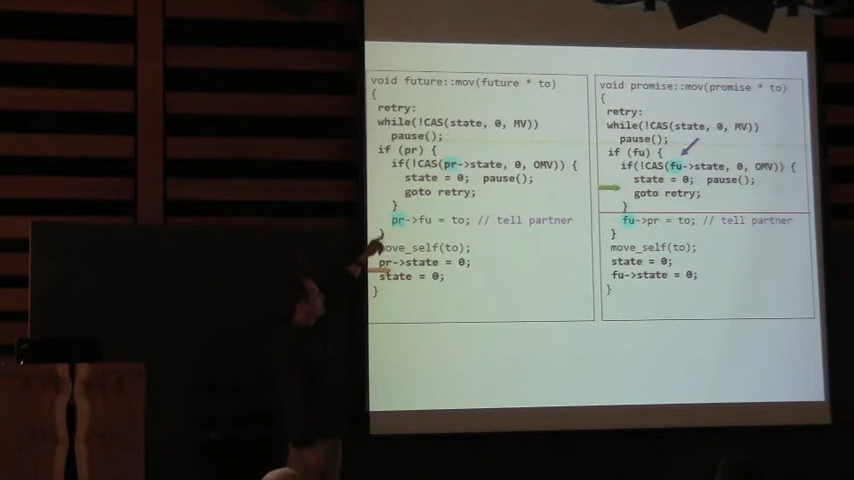 void future::mov(future * to)
{
retry:
while(!CAS(state, 0, MV))
pause();
if (pr) {
if(!CAS(pr->state, 0, OMV)) {
state = 0; pause();
goto retry;
}
pr->fu = to; // tell partner
}
move_self(to);
pr->state = 0;
state = 0;
}
void promise::mov(promise * to)
{
retry:
while(!CAS(state, 0, MV))
pause();
if (fu) {
if(!CAS(fu->state, 0, OMV)) {
state = 0; pause();
goto retry;
}
fu->pr = to; // tell partner
}
move_self(to);
state = 0;
fu->state = 0;
}